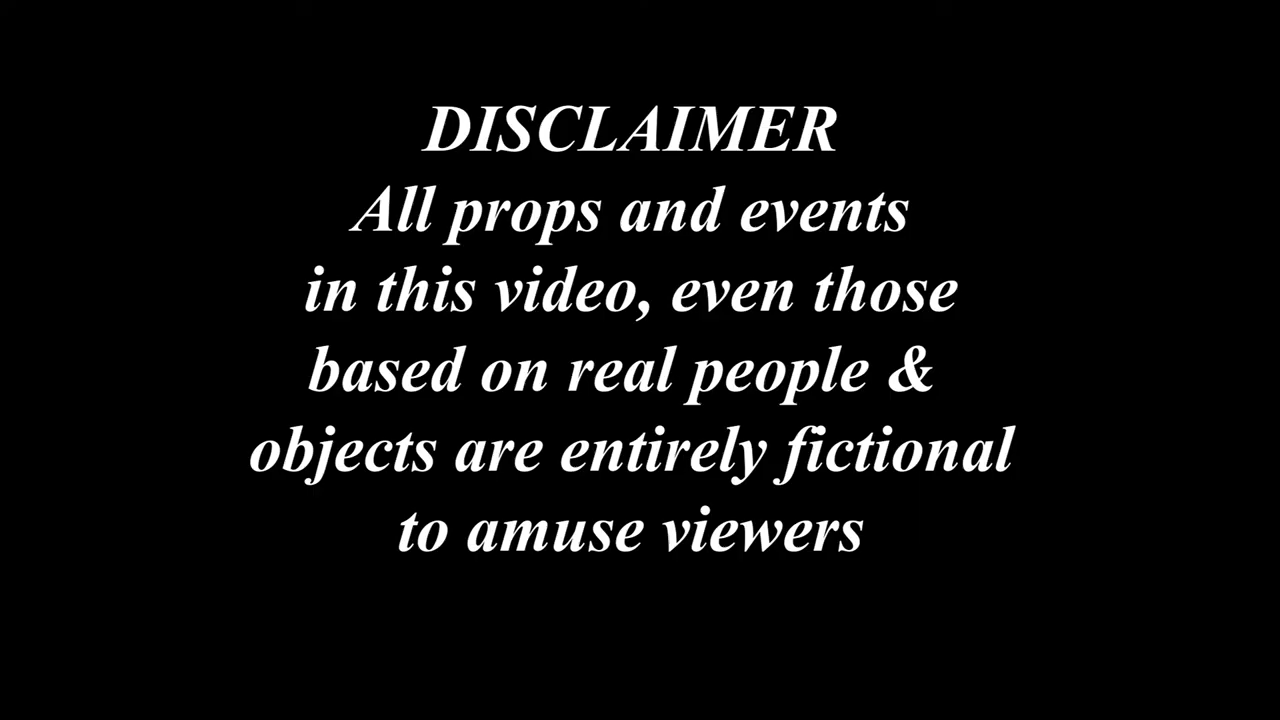 DISCLAIMER
All props and events
in this video, even those
based on real people &
objects are entirely fictional
to amuse viewers